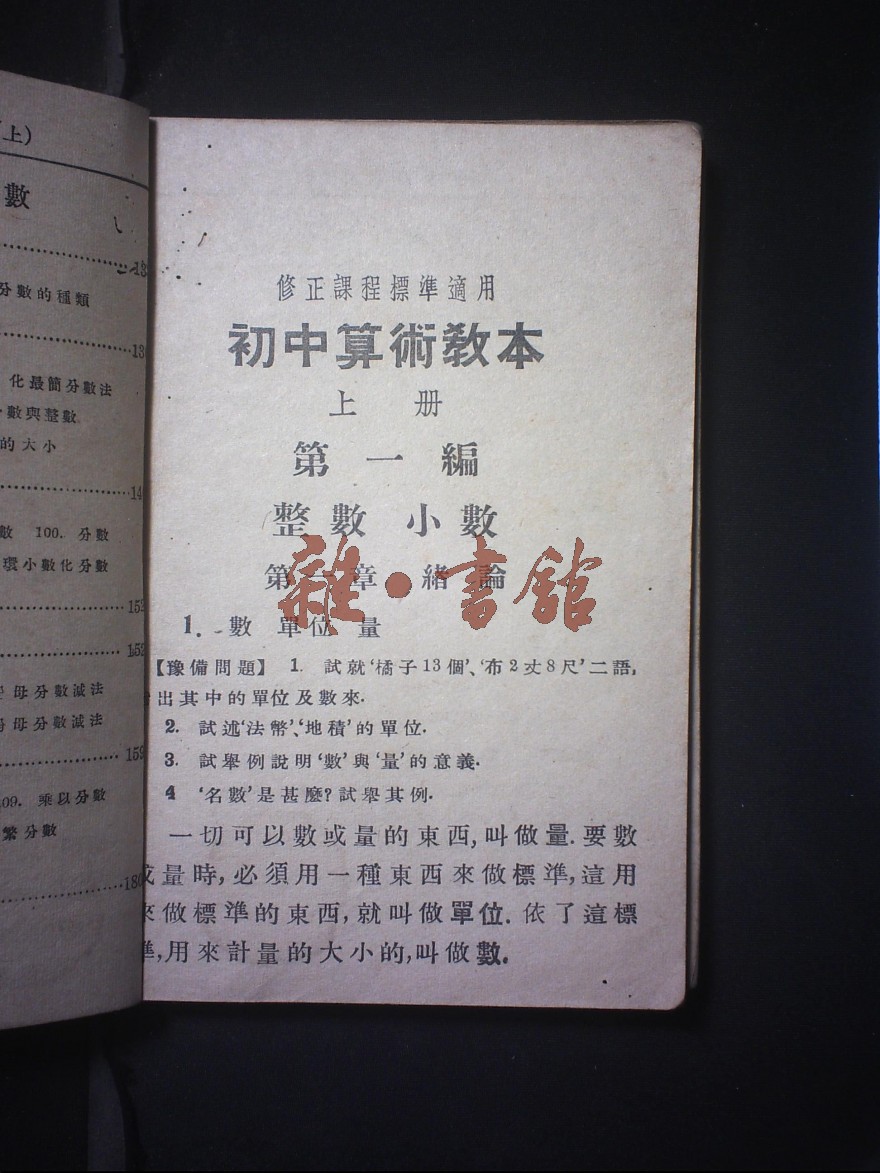 上)
數
13
分數的種類
13
化最簡分數法
數與整數
的大小
14
數 100. 分數
環小數化分數
152
152
母分數減法
母分數減法
159
09. 乘以分數
繁分數
180
修正課程標準適用
初中算術教本
上 册
第一編
整數 小數
第一章 緒論
雜·書館
1. 數 單位 量
【豫備問題】 1. 試就‘橘子13個’、‘布2丈8尺’二語,
出其中的單位及數來.
2. 試述‘法幣’、‘地積’的單位.
3. 試舉例說明‘數’與‘量’的意義.
4 ‘名數’是甚麼?試舉其例.
一切可以數或量的東西,叫做量.要數
或量時,必須用一種東西來做標準,這用
來做標準的東西,就叫做單位.依了這標
準,用來計量的大小的,叫做數.